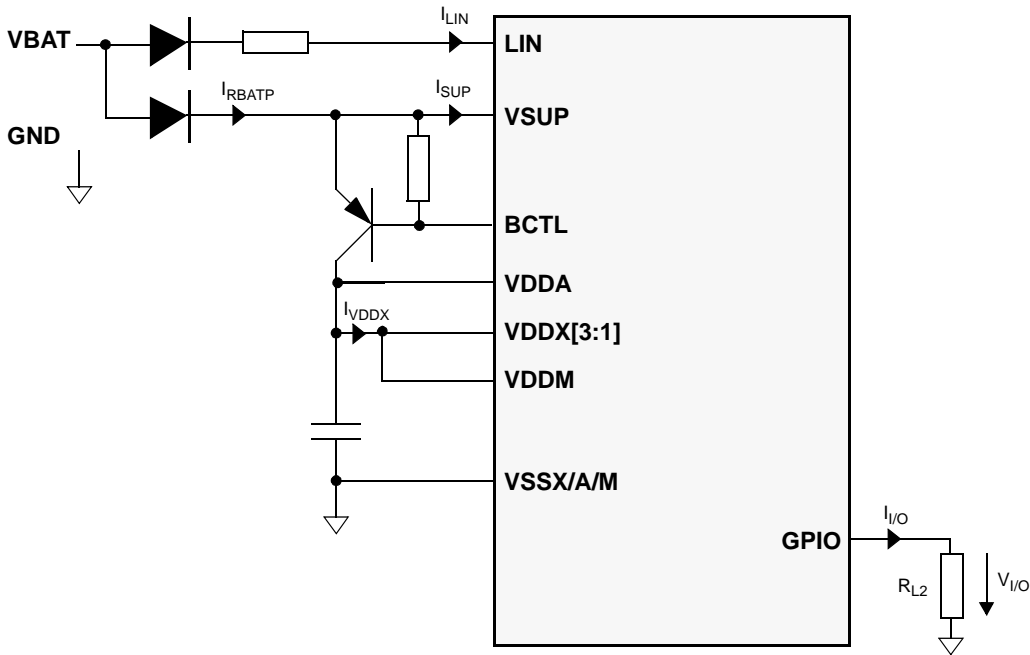 I_LIN
VBAT
LIN
I_RBATP
I_SUP
VSUP
GND
BCTL
VDDA
I_VDDX
VDDX[3:1]
VDDM
VSSX/A/M
I_I/O
GPIO
R_L2
V_I/O